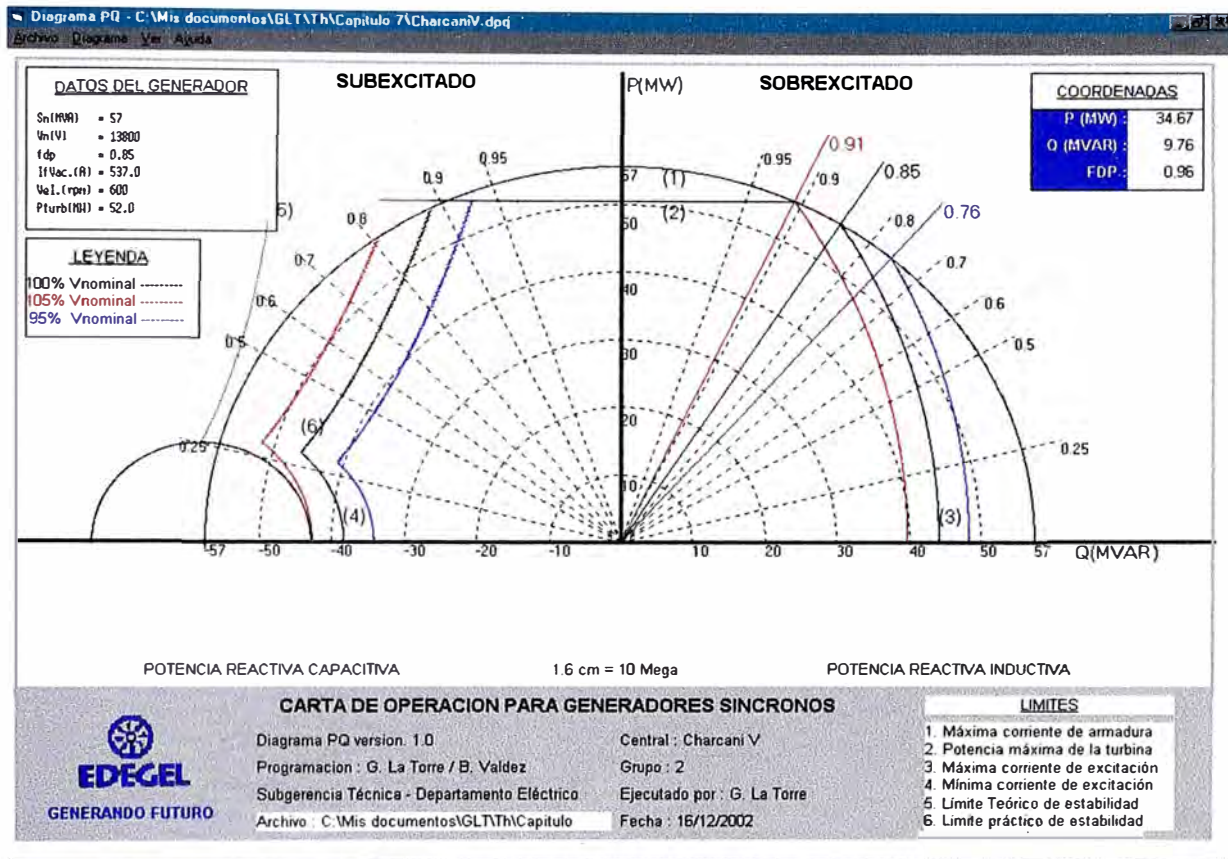 Diagrama PQ - C:\Mis documentos\GLT\Th\Capitulo 7\CharcaniV.dpq
Archivo Diagrama Ver Ajuda
DATOS DEL GENERADOR
Sn(MVA) = 57
Vn(V) = 13800
fdp = 0.85
IfVac.(A) = 537.0
Vel.(rpm) = 600
Pturb(MW) = 52.0
LEYENDA
100% Vnominal --------
105% Vnominal --------
95% Vnominal --------
SUBEXCITADO
P(MW)
SOBREXCITADO
COORDENADAS
P (MW) : 34.67
Q (MVAR) : 9.76
FDP : 0.96
5)
0.25
0.5
0.6
0.7
0.8
0.9
0.95
57
(1)
(2)
50
40
30
20
10
0.95
0.91
0.9
0.85
0.8
0.76
0.7
0.6
0.5
0.25
(6)
(4)
(3)
-57 -50 -40 -30 -20 -10 10 20 30 40 50 57 Q(MVAR)
POTENCIA REACTIVA CAPACITIVA
1.6 cm = 10 Mega
POTENCIA REACTIVA INDUCTIVA
EDEGEL
GENERANDO FUTURO
CARTA DE OPERACION PARA GENERADORES SINCRONOS
Diagrama PQ version. 1.0
Central : Charcani V
Programacion : G. La Torre / B. Valdez
Grupo : 2
Subgerencia Técnica - Departamento Eléctrico
Ejecutado por : G. La Torre
Archivo : C:\Mis documentos\GLT\Th\Capitulo
Fecha : 16/12/2002
LIMITES
1. Máxima corriente de armadura
2. Potencia máxima de la turbina
3. Máxima corriente de excitación
4. Mínima corriente de excitación
5. Límite Teórico de estabilidad
6. Límite práctico de estabilidad